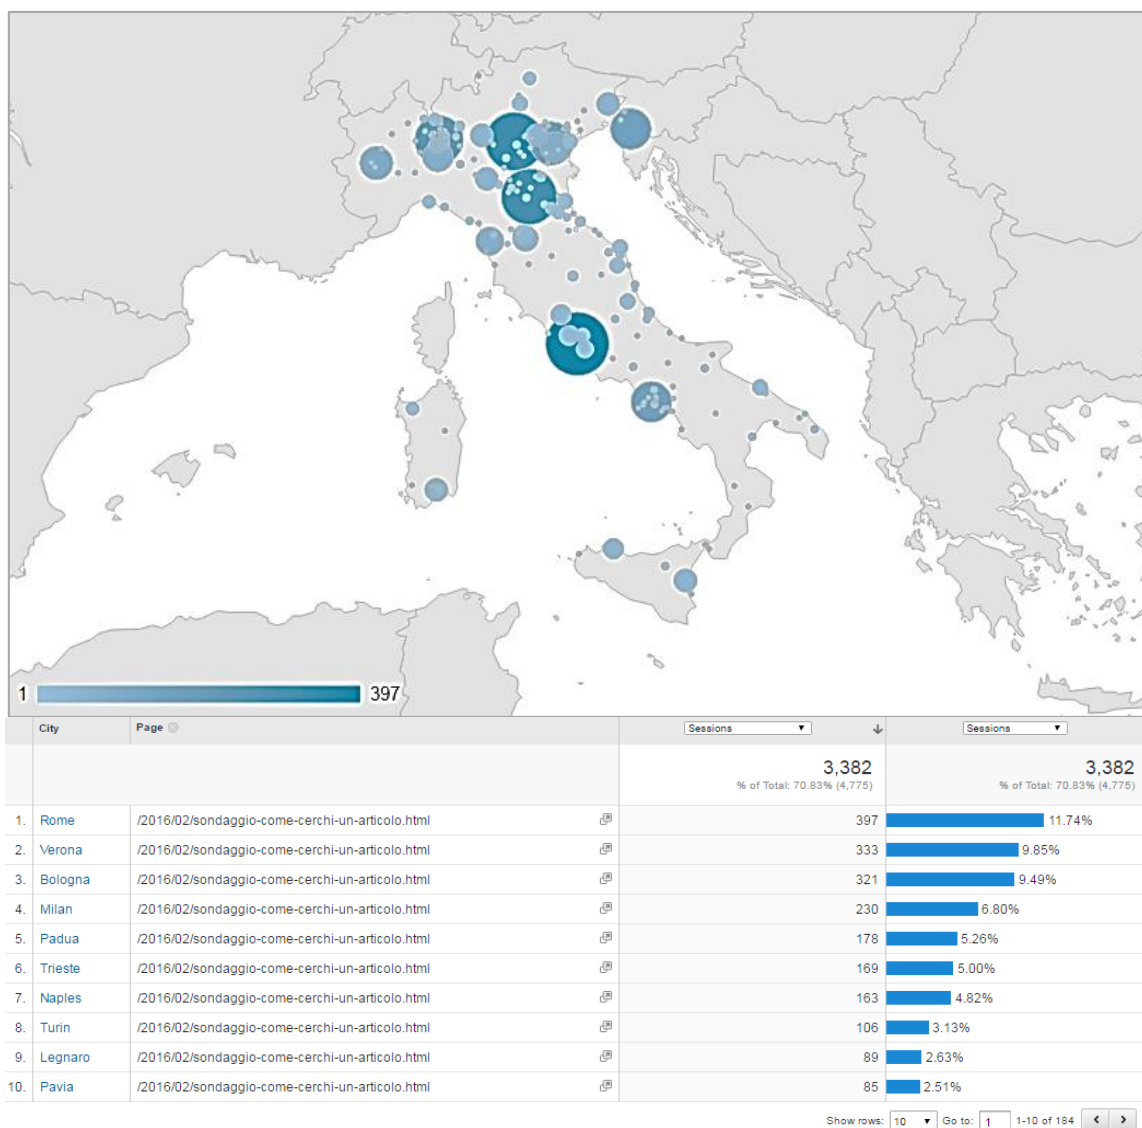 1 397
City Page Sessions Sessions
3,382 3,382
% of Total: 70.83% (4,775) % of Total: 70.83% (4,775)
1. Rome /2016/02/sondaggio-come-cerchi-un-articolo.html 397 11.74%
2. Verona /2016/02/sondaggio-come-cerchi-un-articolo.html 333 9.85%
3. Bologna /2016/02/sondaggio-come-cerchi-un-articolo.html 321 9.49%
4. Milan /2016/02/sondaggio-come-cerchi-un-articolo.html 230 6.80%
5. Padua /2016/02/sondaggio-come-cerchi-un-articolo.html 178 5.26%
6. Trieste /2016/02/sondaggio-come-cerchi-un-articolo.html 169 5.00%
7. Naples /2016/02/sondaggio-come-cerchi-un-articolo.html 163 4.82%
8. Turin /2016/02/sondaggio-come-cerchi-un-articolo.html 106 3.13%
9. Legnaro /2016/02/sondaggio-come-cerchi-un-articolo.html 89 2.63%
10. Pavia /2016/02/sondaggio-come-cerchi-un-articolo.html 85 2.51%
Show rows: 10 Go to: 1 1-10 of 184